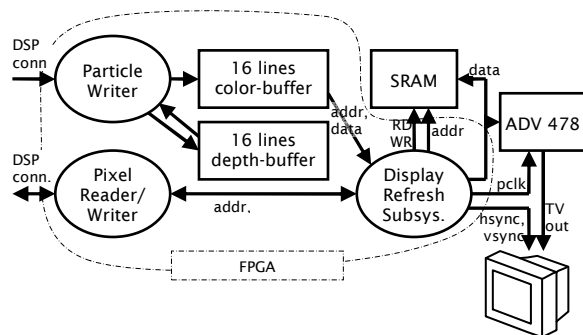 DSP
conn
Particle
Writer
16 lines
color-buffer
16 lines
depth-buffer
addr,
data
SRAM
data
RD
WR
addr
ADV 478
DSP
conn.
Pixel
Reader/
Writer
addr.
Display
Refresh
Subsys.
pclk
hsync,
vsync
TV
out
FPGA